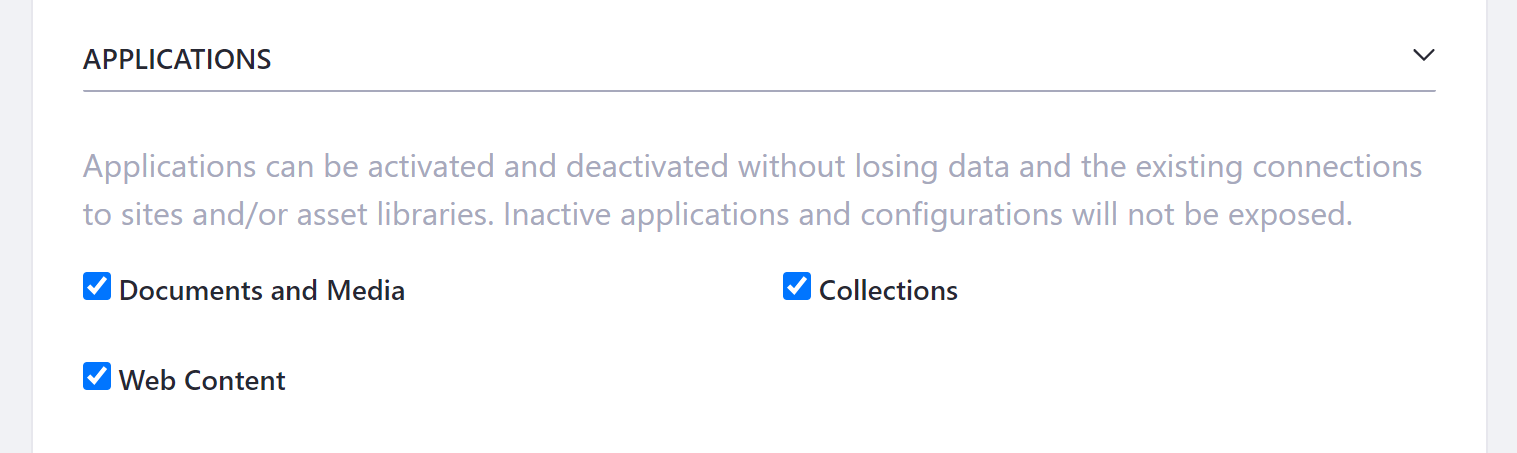 APPLICATIONS
Applications can be activated and deactivated without losing data and the existing connections
to sites and/or asset libraries. Inactive applications and configurations will not be exposed.
Documents and Media
Collections
Web Content